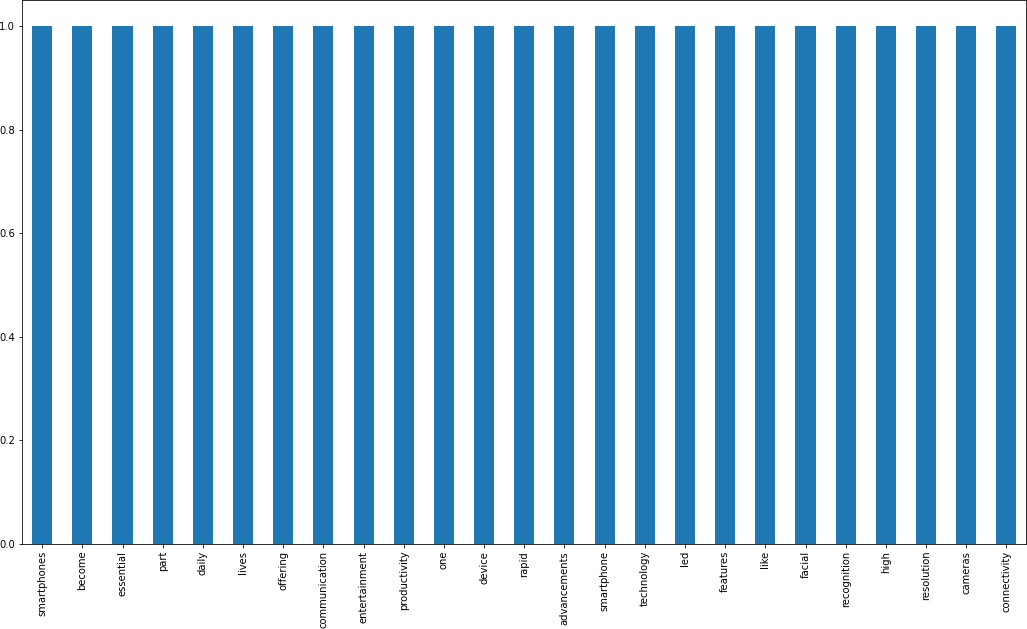 1.0
0.8
0.6
0.4
0.2
0.0
smartphones
become
essential
part
daily
lives
offering
communication
entertainment
productivity
one
device
rapid
advancements
smartphone
technology
led
features
like
facial
recognition
high
resolution
cameras
connectivity